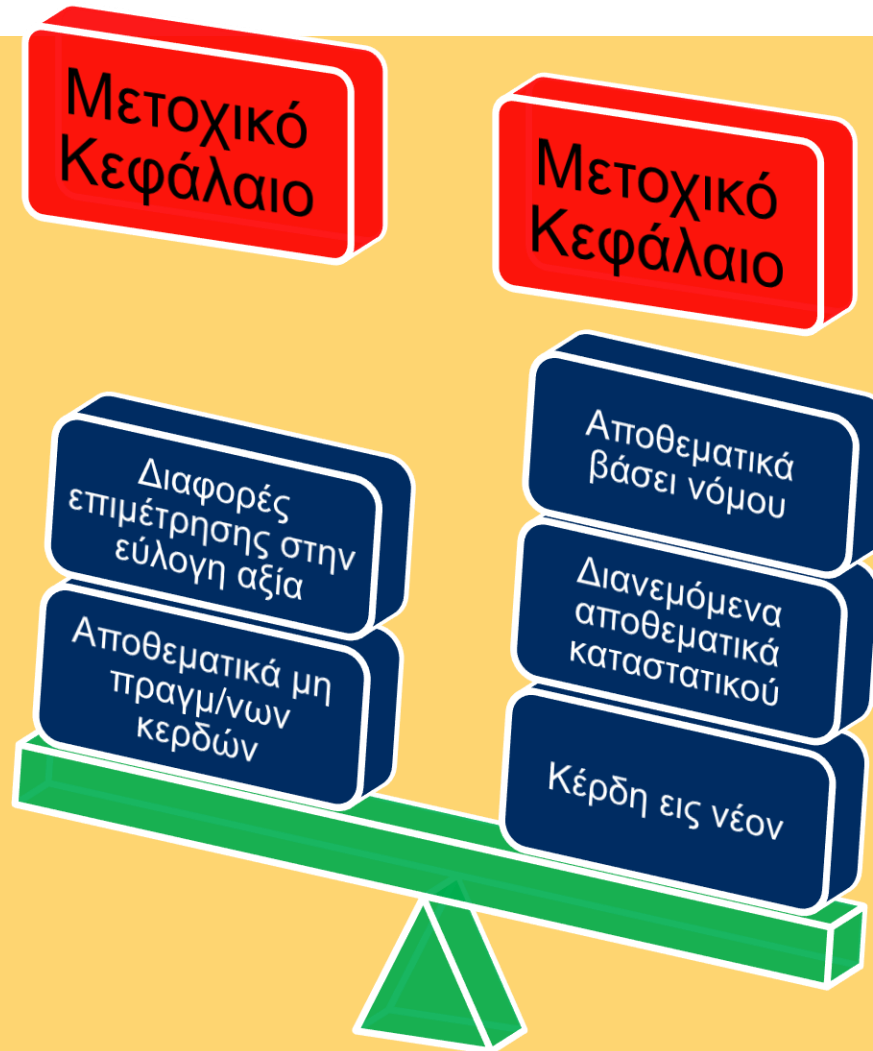 Μετοχικό
Κεφάλαιο
Μετοχικό
Κεφάλαιο
Διαφορές
επιμέτρησης στην
εύλογη αξία
Αποθεματικά μη
πραγμ/νων
κερδών
Αποθεματικά
βάσει νόμου
Διανεμόμενα
αποθεματικά
καταστατικού
Κέρδη εις νέον